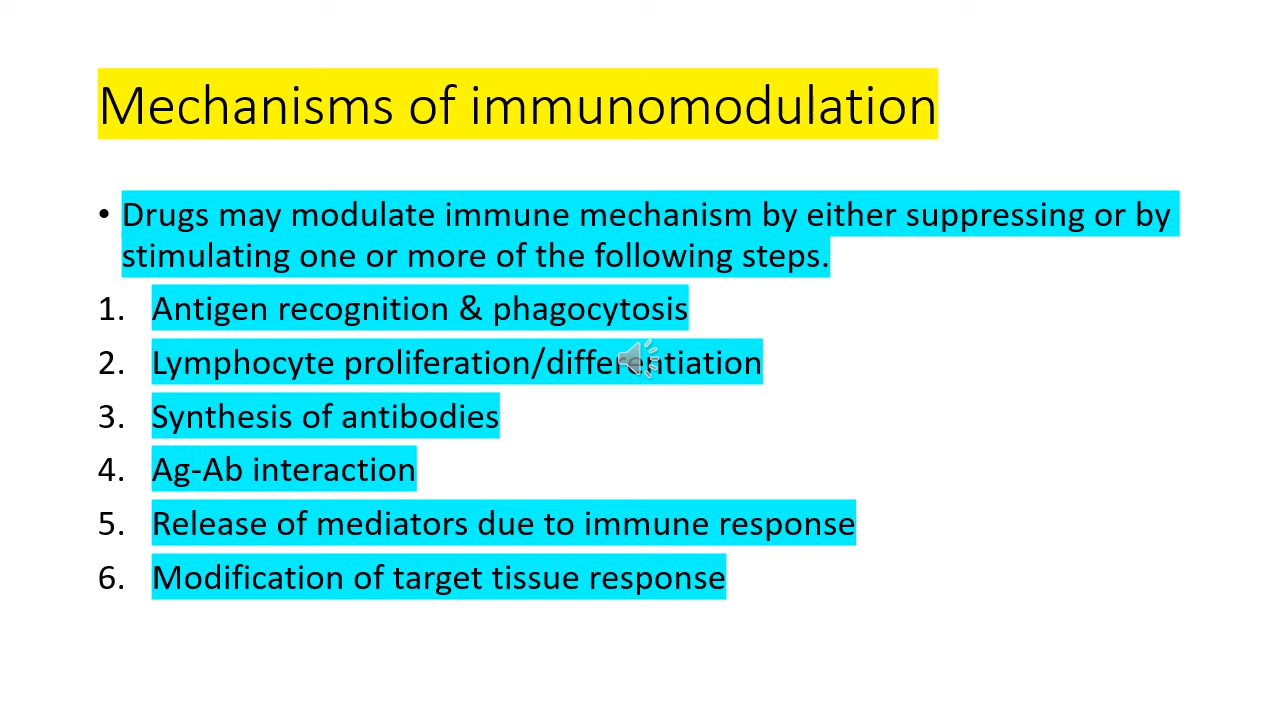 Mechanisms of immunomodulation
• Drugs may modulate immune mechanism by either suppressing or by
stimulating one or more of the following steps.
1. Antigen recognition & phagocytosis
2. Lymphocyte proliferation/differentiation
3. Synthesis of antibodies
4. Ag-Ab interaction
5. Release of mediators due to immune response
6. Modification of target tissue response